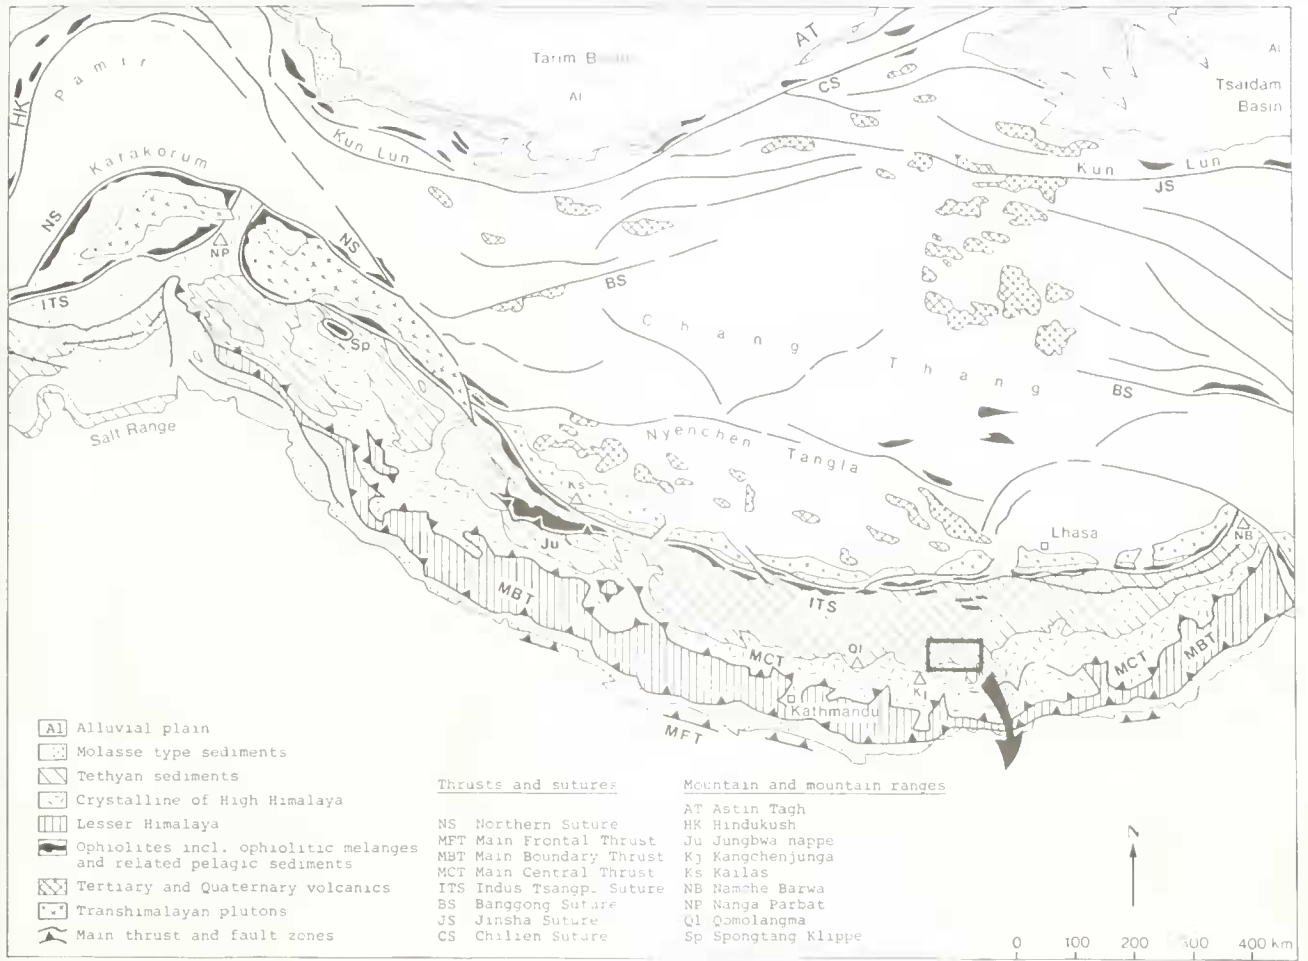 AT
Tarim
Al
Al
CS
Tsaidam
Basin
Pamir
HK
Kun Lun
Karakorum
Kun Lun
JS
NS
NS
NP
ITS
BS
Sp
Chang
Thang
BS
Salt Range
Nyenchen
Tangla
Ks
Lhasa
NB
Ju
MBT
ITS
MCT
Ql
MCT
MBT
Kj
Kathmandu
MFT
Al Alluvial plain
Molasse type sediments
Tethyan sediments
Crystalline of High Himalaya
Lesser Himalaya
Ophiolites incl. ophiolitic melanges
and related pelagic sediments
Tertiary and Quaternary volcanics
Transhimalayan plutons
Main thrust and fault zones
Thrusts and sutures
NS Northern Suture
MFT Main Frontal Thrust
MBT Main Boundary Thrust
MCT Main Central Thrust
ITS Indus Tsangp. Suture
BS Banggong Suture
JS Jinsha Suture
CS Chilien Suture
Mountain and mountain ranges
AT Astin Tagh
HK Hindukush
Ju Jungbwa nappe
Kj Kangchenjunga
Ks Kailas
NB Namche Barwa
NP Nanga Parbat
Ql Qomolangma
Sp Spongtang Klippe
N
0 100 200 300 400 km